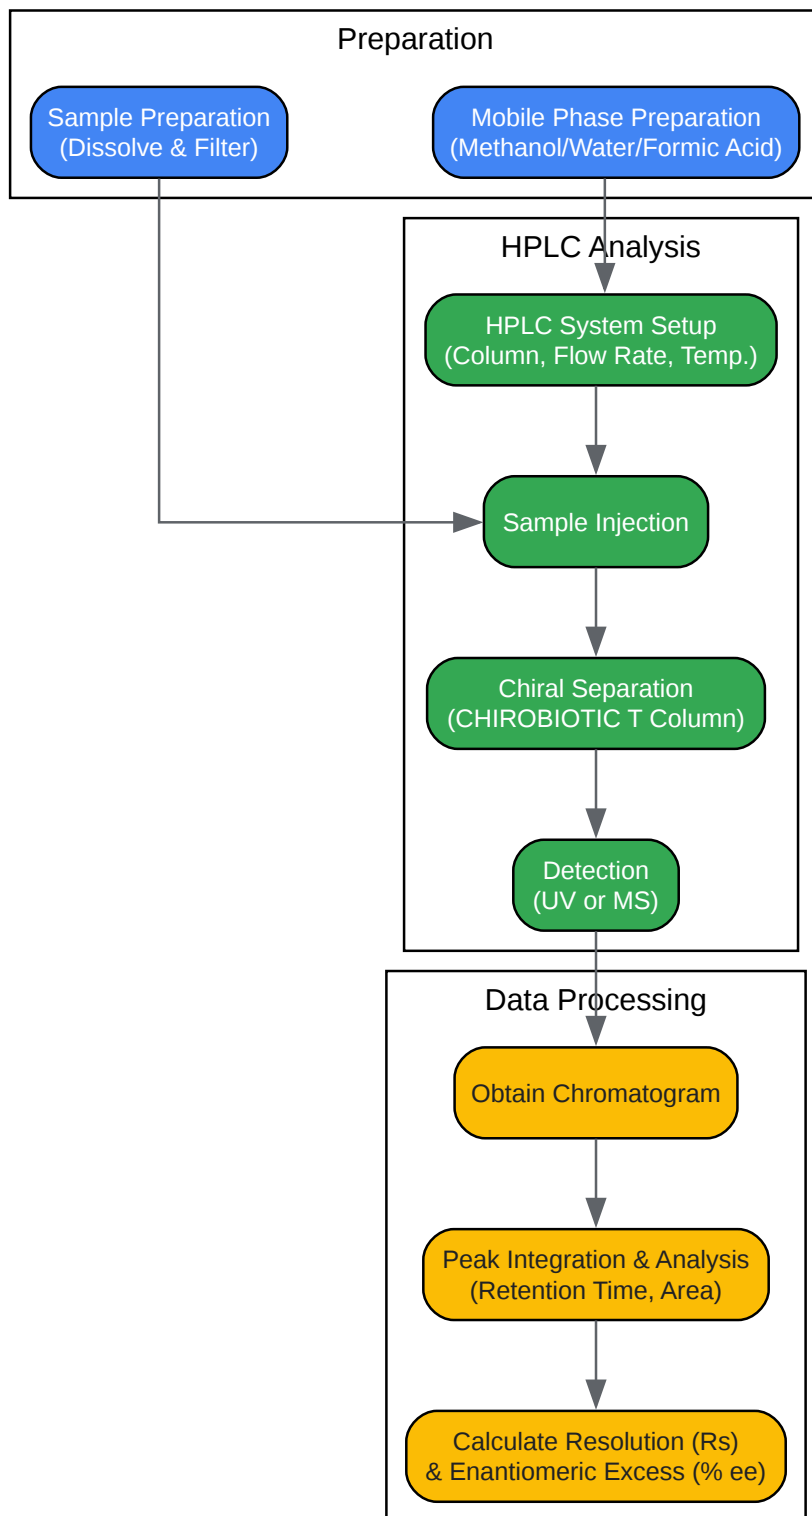 Preparation
Sample Preparation
(Dissolve & Filter)
Mobile Phase Preparation
(Methanol/Water/Formic Acid)
HPLC Analysis
HPLC System Setup
(Column, Flow Rate, Temp.)
Sample Injection
Chiral Separation
(CHIROBIOTIC T Column)
Detection
(UV or MS)
Data Processing
Obtain Chromatogram
Peak Integration & Analysis
(Retention Time, Area)
Calculate Resolution (Rs)
& Enantiomeric Excess (% ee)